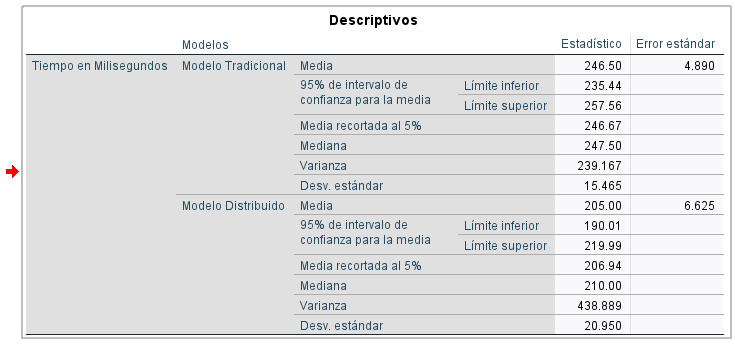 Descriptivos
Modelos Estadístico Error estándar
Tiempo en Milisegundos Modelo Tradicional Media 246.50 4.890
95% de intervalo de confianza para la media Límite inferior 235.44
Límite superior 257.56
Media recortada al 5% 246.67
Mediana 247.50
Varianza 239.167
Desv. estándar 15.465
Modelo Distribuido Media 205.00 6.625
95% de intervalo de confianza para la media Límite inferior 190.01
Límite superior 219.99
Media recortada al 5% 206.94
Mediana 210.00
Varianza 438.889
Desv. estándar 20.950